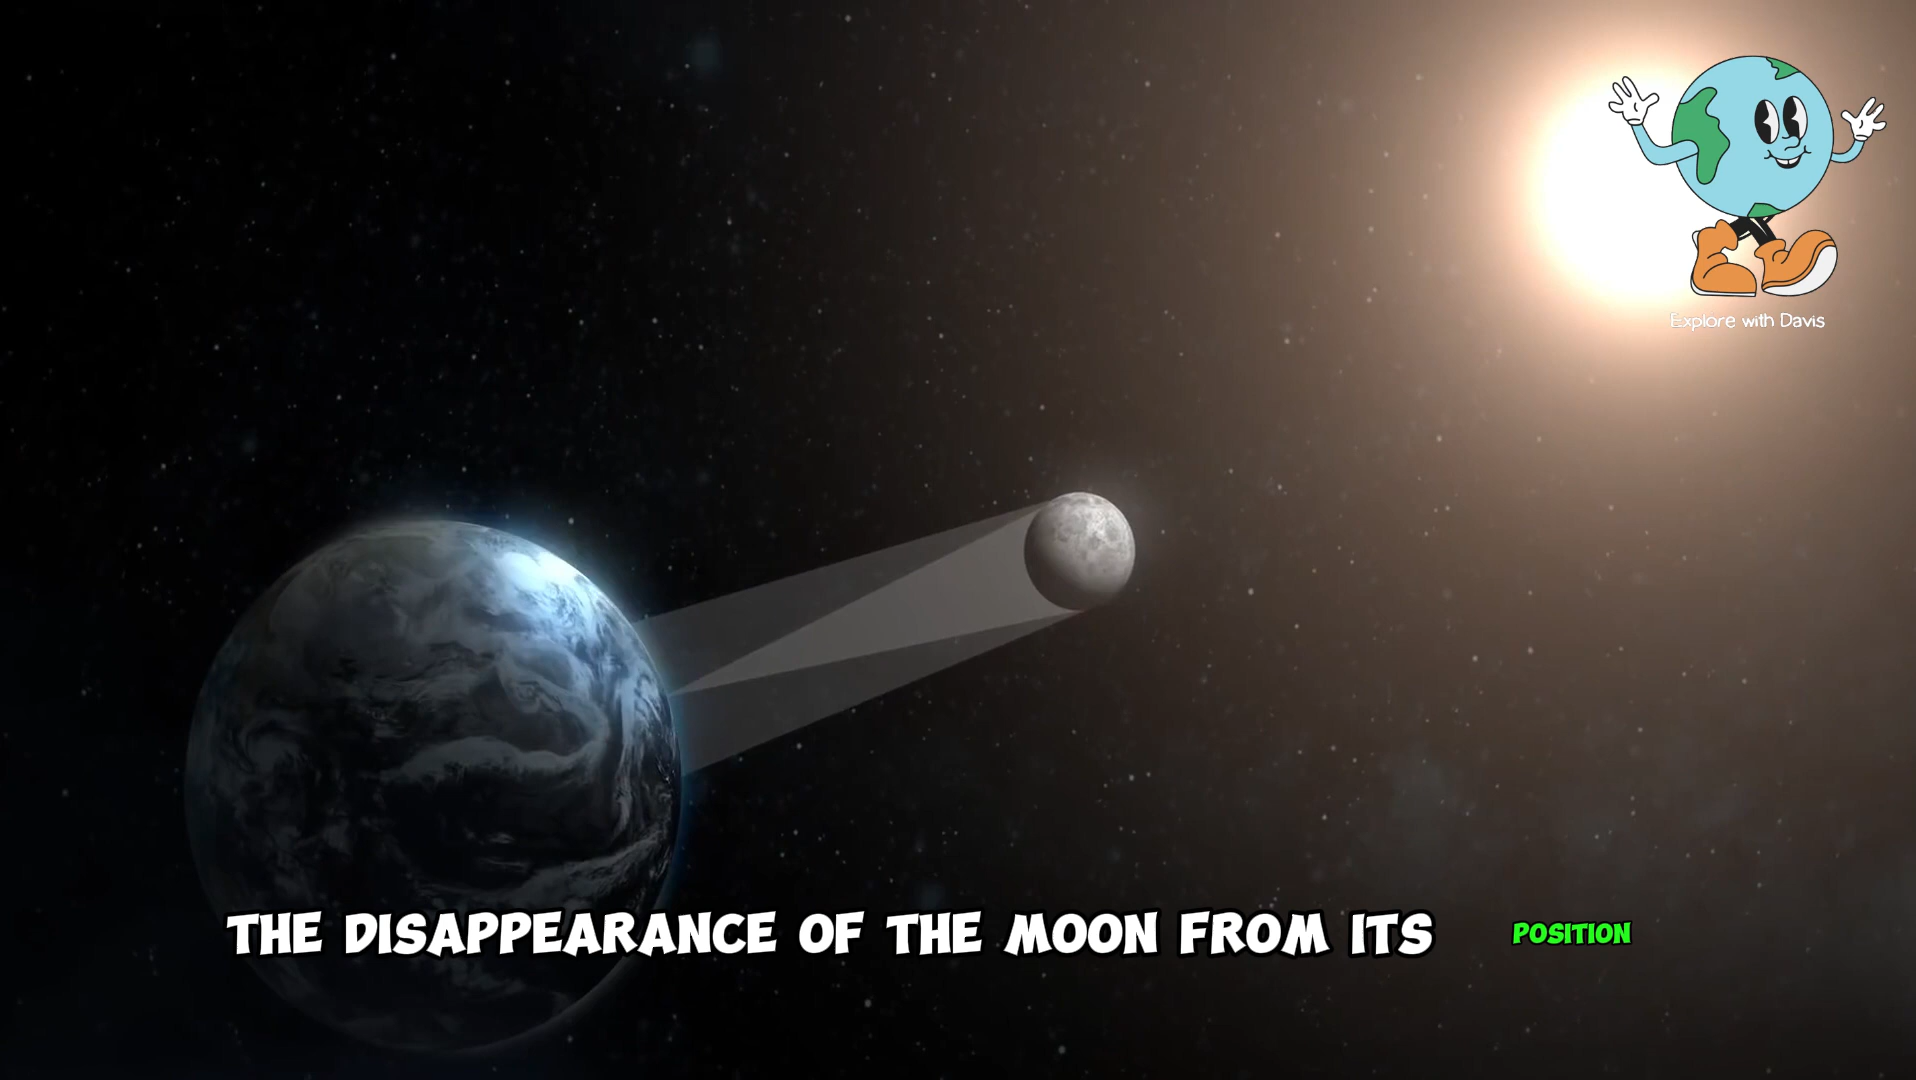 Explore with Davis
THE DISAPPEARANCE OF THE MOON FROM ITS POSITION